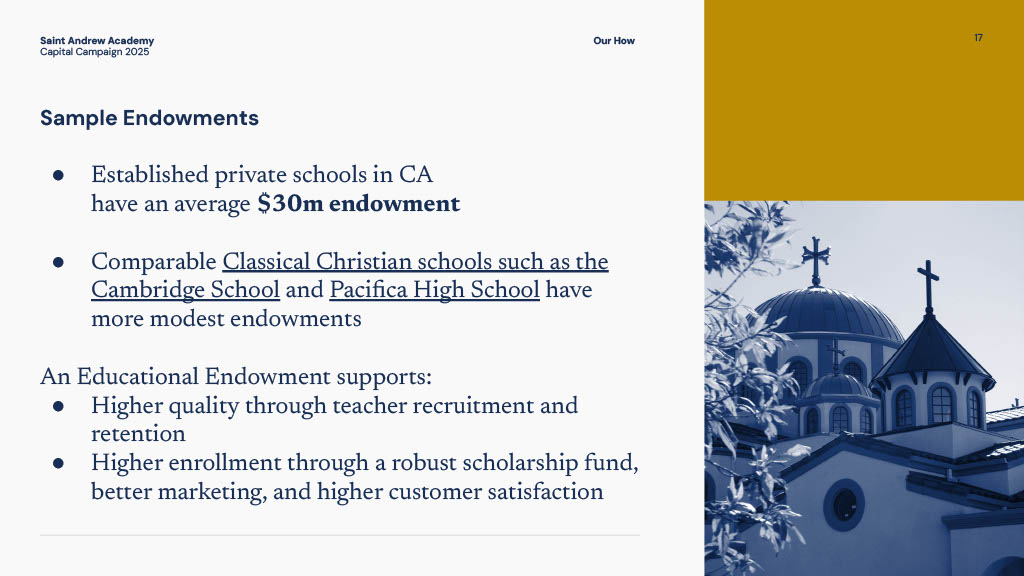 Saint Andrew Academy
Capital Campaign 2025
Our How
17
Sample Endowments
● Established private schools in CA
have an average $30m endowment
● Comparable Classical Christian schools such as the
Cambridge School and Pacifica High School have
more modest endowments
An Educational Endowment supports:
● Higher quality through teacher recruitment and
retention
● Higher enrollment through a robust scholarship fund,
better marketing, and higher customer satisfaction